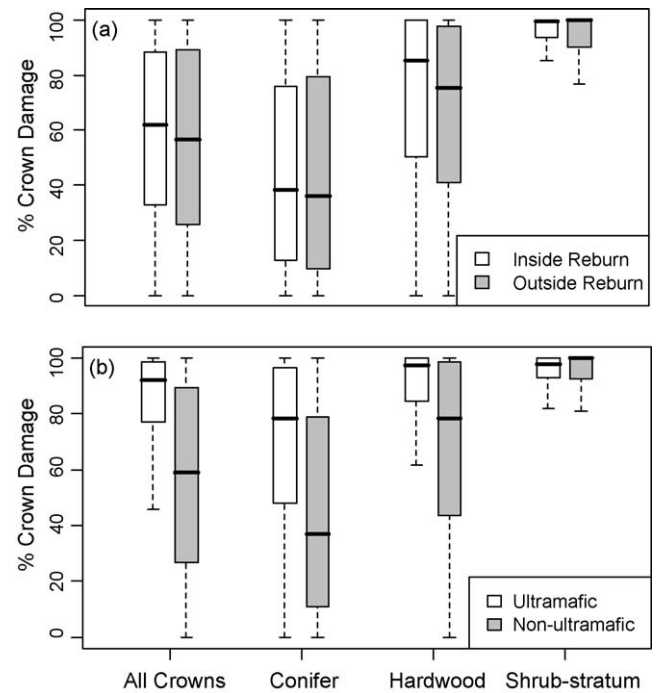 (a)
% Crown Damage
100
80
60
40
20
0
Inside Reburn
Outside Reburn
(b)
% Crown Damage
100
80
60
40
20
0
Ultramafic
Non-ultramafic
All Crowns Conifer Hardwood Shrub-stratum